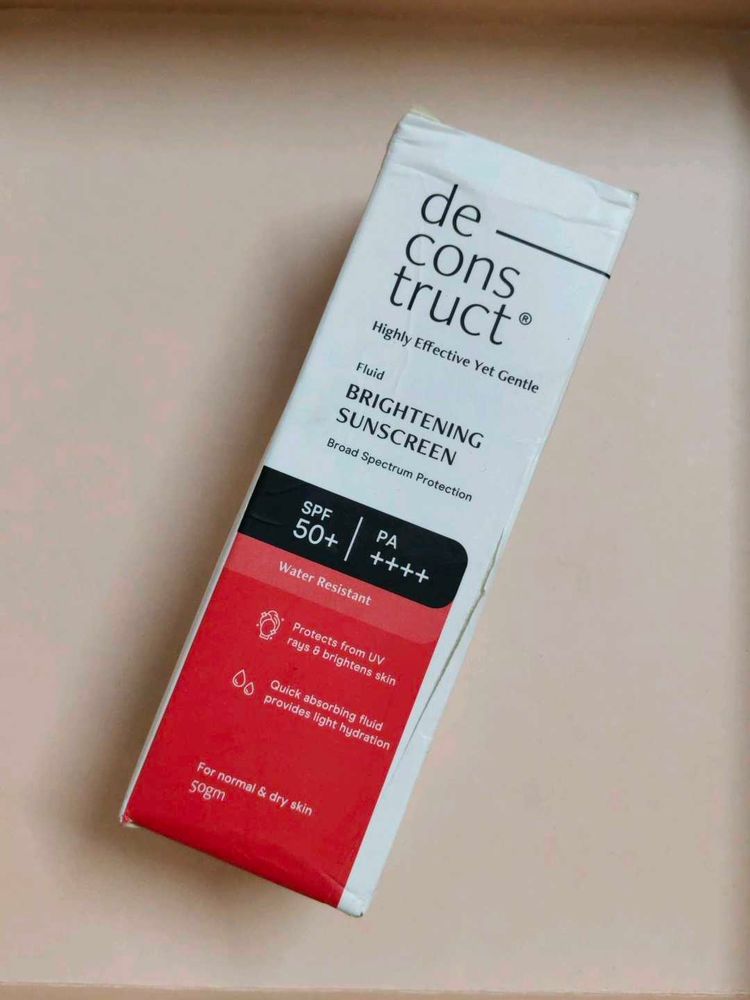 de
cons
truct®
Highly Effective Yet Gentle
Fluid
BRIGHTENING
SUNSCREEN
Broad Spectrum Protection
SPF
50+
PA
++++
Water Resistant
Protects from UV
rays & brightens skin
Quick absorbing fluid
provides light hydration
For normal & dry skin
50gm